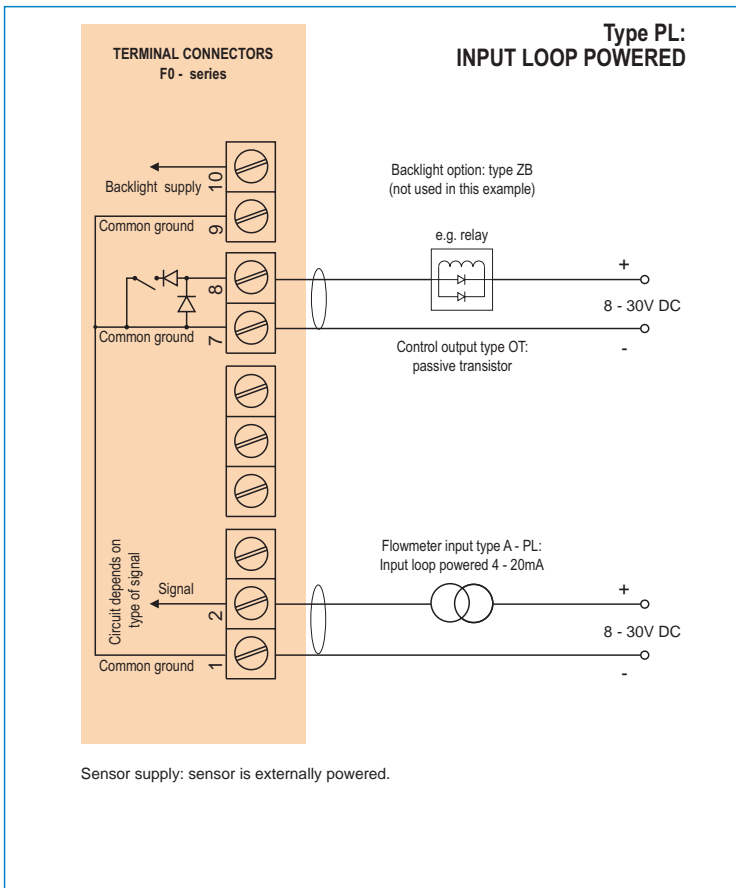 Type PL:
INPUT LOOP POWERED
TERMINAL CONNECTORS
F0 - series
10
Backlight supply
Backlight option: type ZB
(not used in this example)
Common ground
9
e.g. relay
+
8
8 - 30V DC
Common ground
7
-
Control output type OT:
passive transistor
Circuit depends on
type of signal
Flowmeter input type A - PL:
Input loop powered 4 - 20mA
Signal
2
+
8 - 30V DC
Common ground
1
-
Sensor supply: sensor is externally powered.